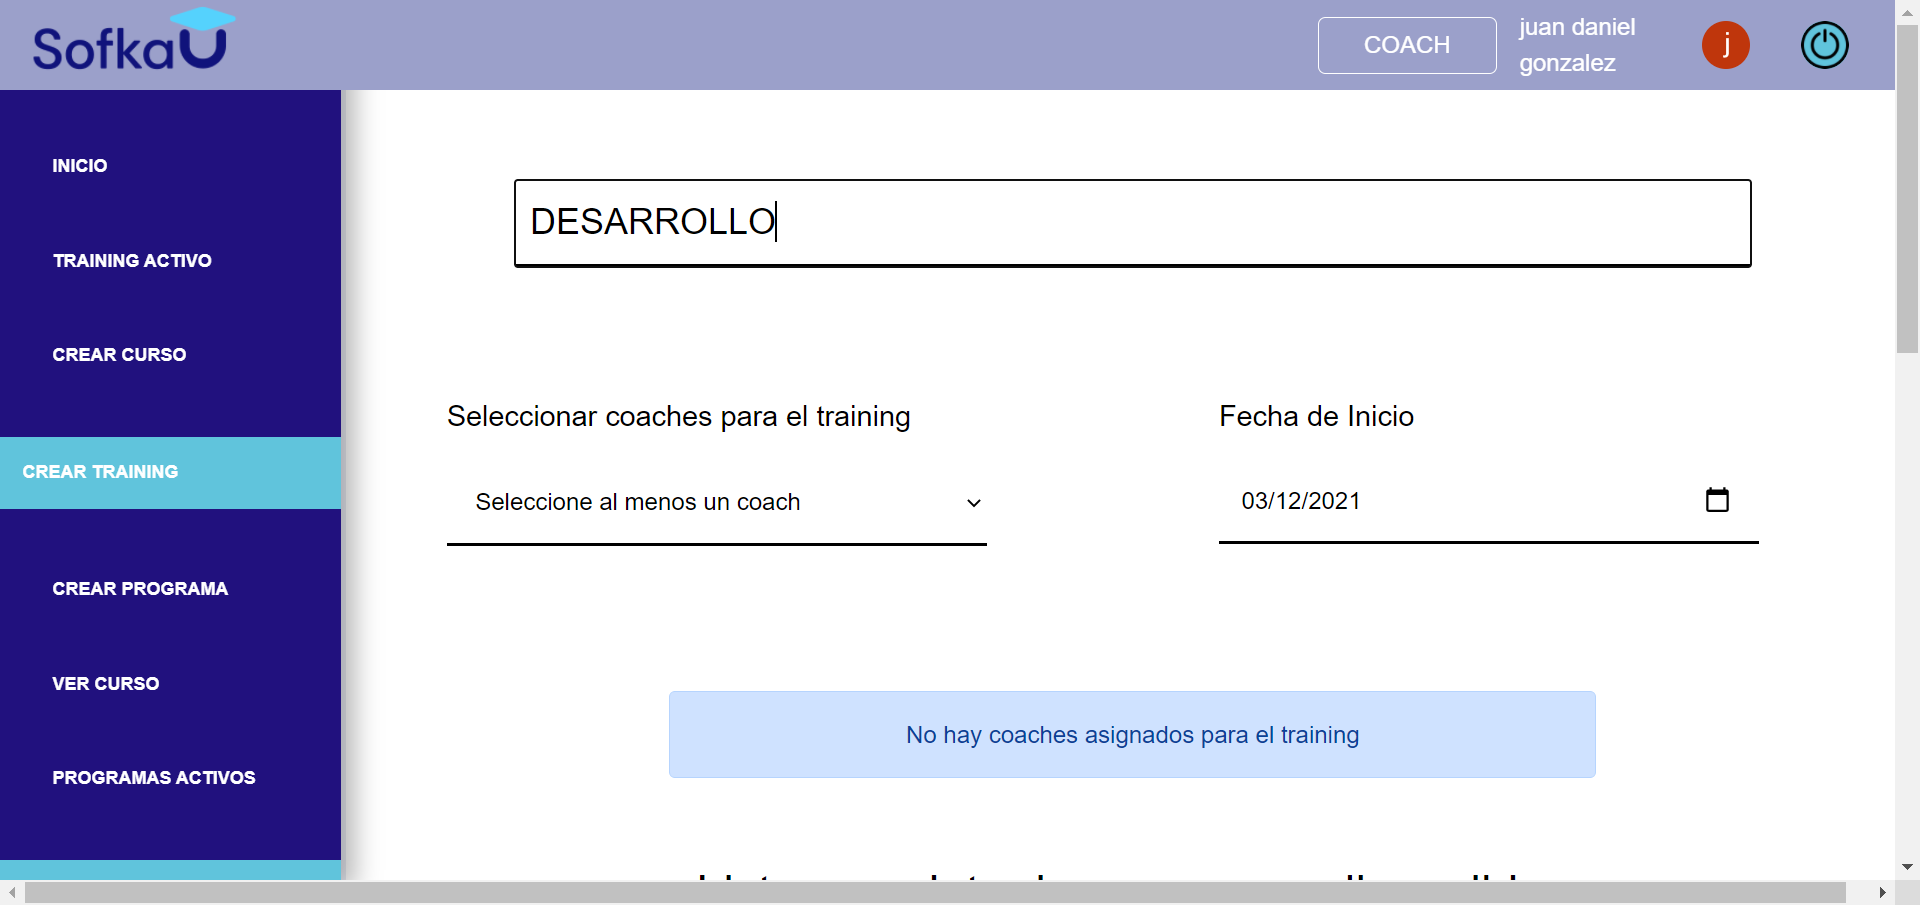 SofkaU
COACH
juan daniel
gonzalez
j
INICIO
TRAINING ACTIVO
CREAR CURSO
CREAR TRAINING
CREAR PROGRAMA
VER CURSO
PROGRAMAS ACTIVOS
DESARROLLO
Seleccionar coaches para el training
Fecha de Inicio
Seleccione al menos un coach
03/12/2021
No hay coaches asignados para el training